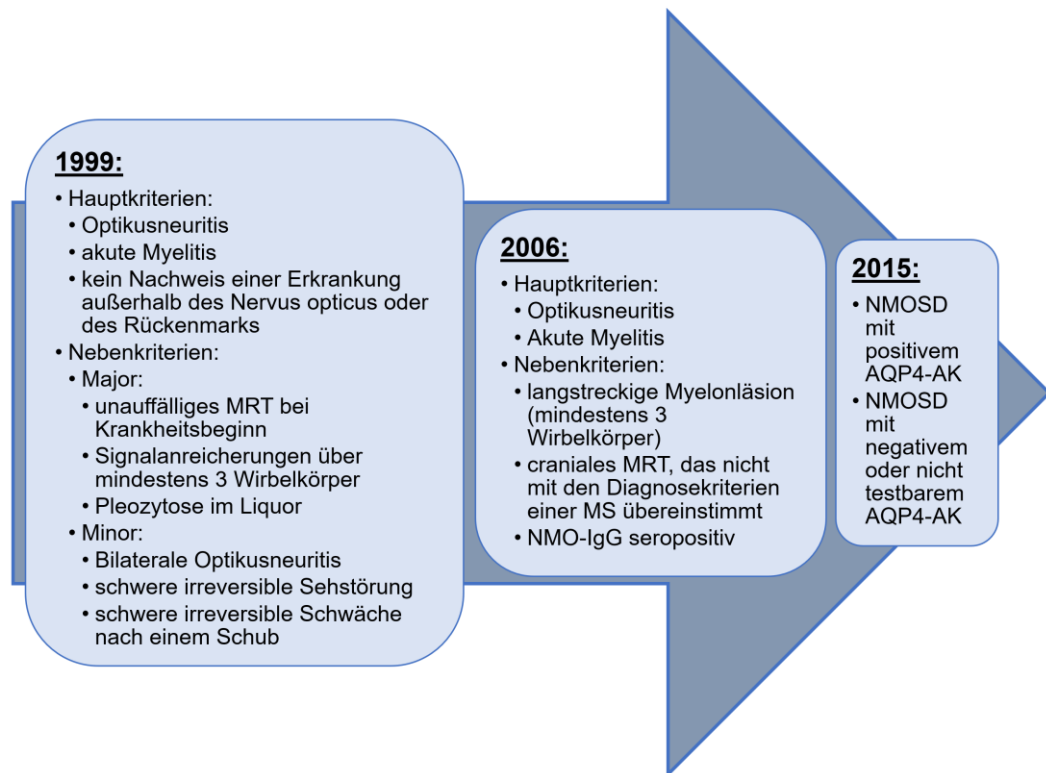 1999:
• Hauptkriterien:
• Optikusneuritis
• akute Myelitis
• kein Nachweis einer Erkrankung
außerhalb des Nervus opticus oder
des Rückenmarks
• Nebenkriterien:
• Major:
• unauffälliges MRT bei
Krankheitsbeginn
• Signalanreicherungen über
mindestens 3 Wirbelkörper
• Pleozytose im Liquor
• Minor:
• Bilaterale Optikusneuritis
• schwere irreversible Sehstörung
• schwere irreversible Schwäche
nach einem Schub
2006:
• Hauptkriterien:
• Optikusneuritis
• Akute Myelitis
• Nebenkriterien:
• langstreckige Myelonläsion
(mindestens 3
Wirbelkörper)
• craniales MRT, das nicht
mit den Diagnosekriterien
einer MS übereinstimmt
• NMO-IgG seropositiv
2015:
• NMOSD
mit
positivem
AQP4-AK
• NMOSD
mit
negativem
oder nicht
testbarem
AQP4-AK